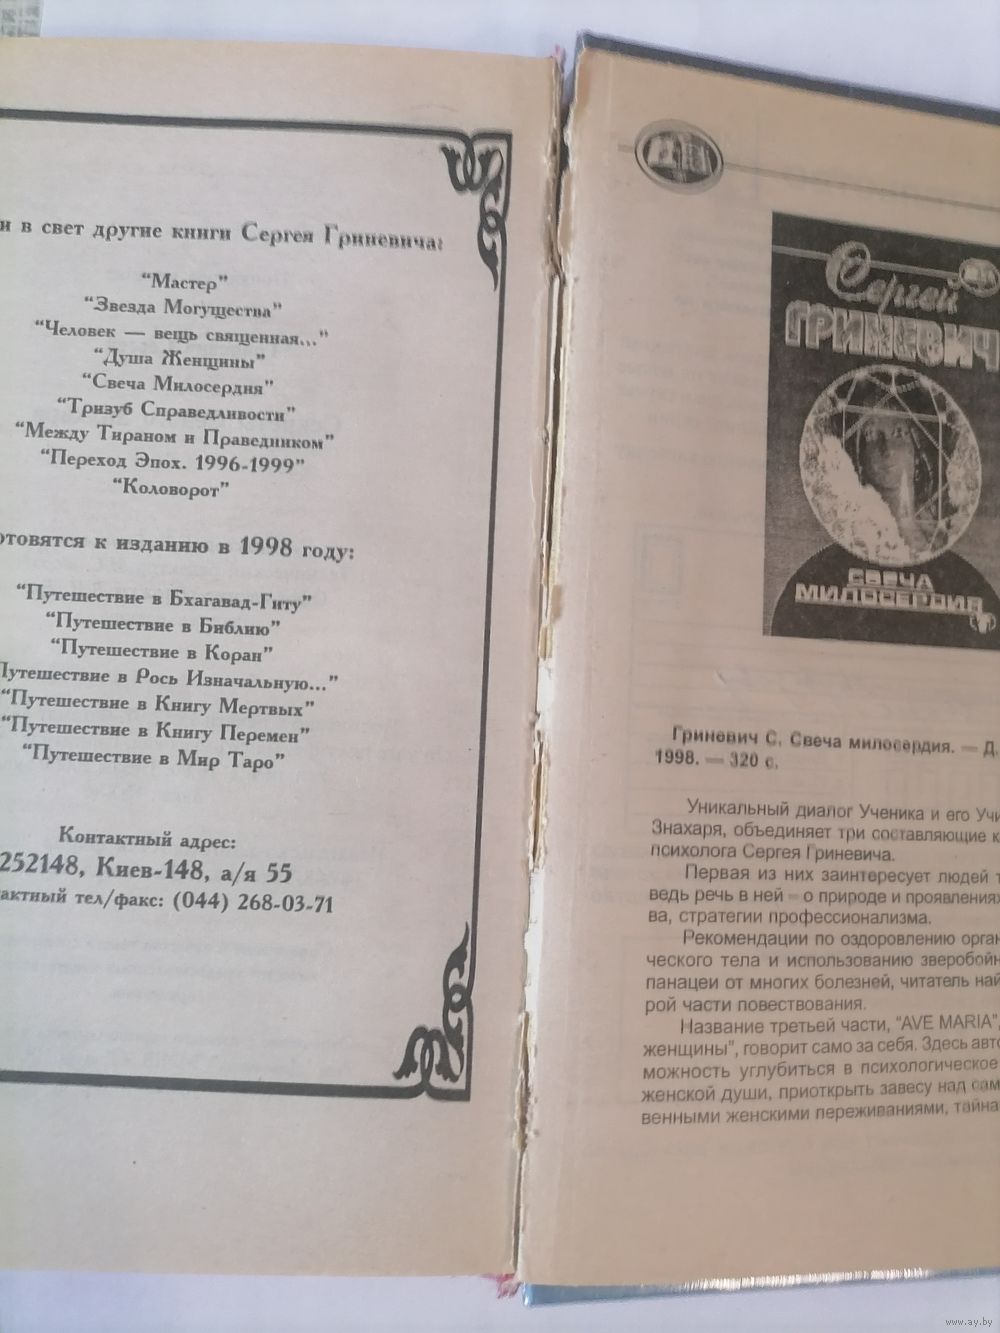 и в свет другие книги Сергея Гриневича:
“Мастер”
“Звезда Могущества”
“Человек — вещь священная...”
“Душа Женщины”
“Свеча Милосердия”
“Тризуб Справедливости”
“Между Тираном и Праведником”
“Переход Эпох. 1996-1999”
“Коловорот”
отовятся к изданию в 1998 году:
“Путешествие в Бхагавад-Гиту”
“Путешествие в Библию”
“Путешествие в Коран”
Путешествие в Рось Изначальную...”
“Путешествие в Книгу Мертвых”
“Путешествие в Книгу Перемен”
“Путешествие в Мир Таро”
Контактный адрес:
252148, Киев-148, а/я 55
актный тел/факс: (044) 268-03-71
Сергей
ГРИНЕВИЧ
СВЕЧА
МИЛОСЕРДИЯ
Гриневич С. Свеча милосердия. — Д.
1998. — 320 с.
Уникальный диалог Ученика и его Учи
Знахаря, объединяет три составляющие к
психолога Сергея Гриневича.
Первая из них заинтересует людей т
ведь речь в ней – о природе и проявлениях
ва, стратегии профессионализма.
Рекомендации по оздоровлению орган
ческого тела и использованию зверобойн
панацеи от многих болезней, читатель най
рой части повествования.
Название третьей части, “AVE MARIA”,
женщины”, говорит само за себя. Здесь авто
можность углубиться в психологическое
женской души, приоткрыть завесу над сам
венными женскими переживаниями, тайна
www.ay.by